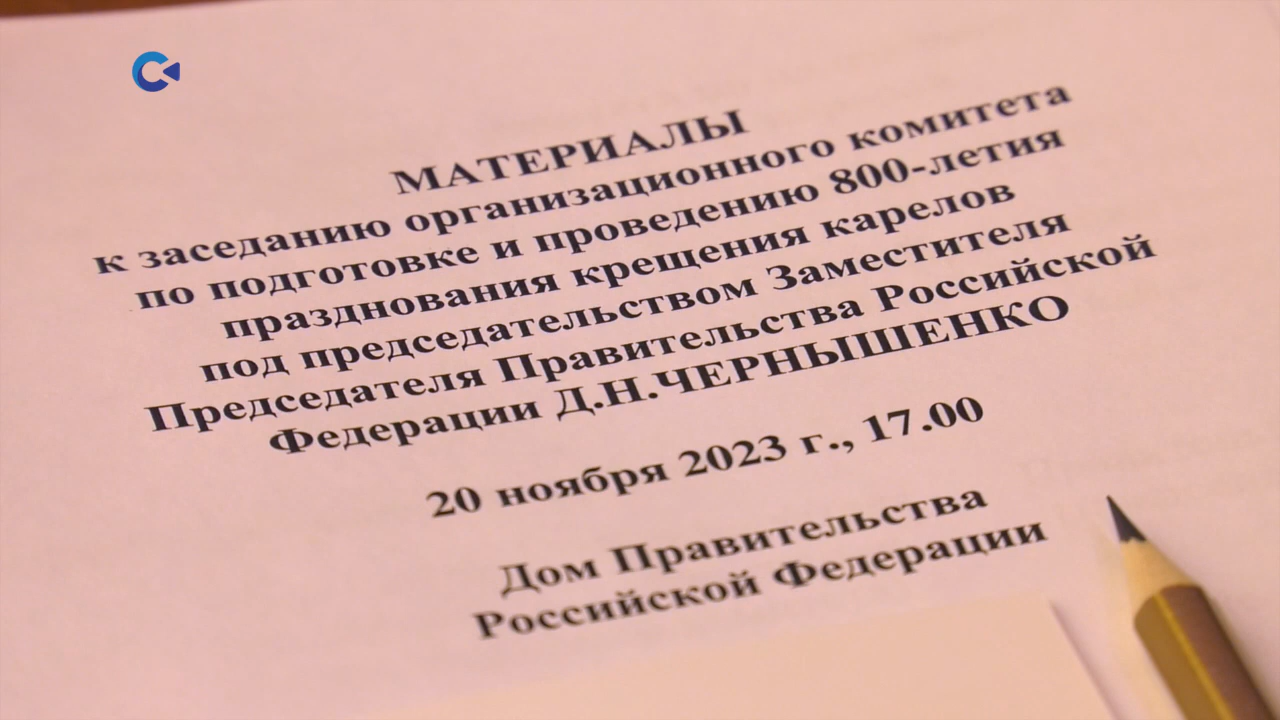 МАТЕРИАЛЫ
к заседанию организационного комитета
по подготовке и проведению 800-летия
празднования крещения карелов
под председательством Заместителя
Председателя Правительства Российской
Федерации Д.Н.ЧЕРНЫШЕНКО
20 ноября 2023 г., 17.00
Дом Правительства
Российской Федерации